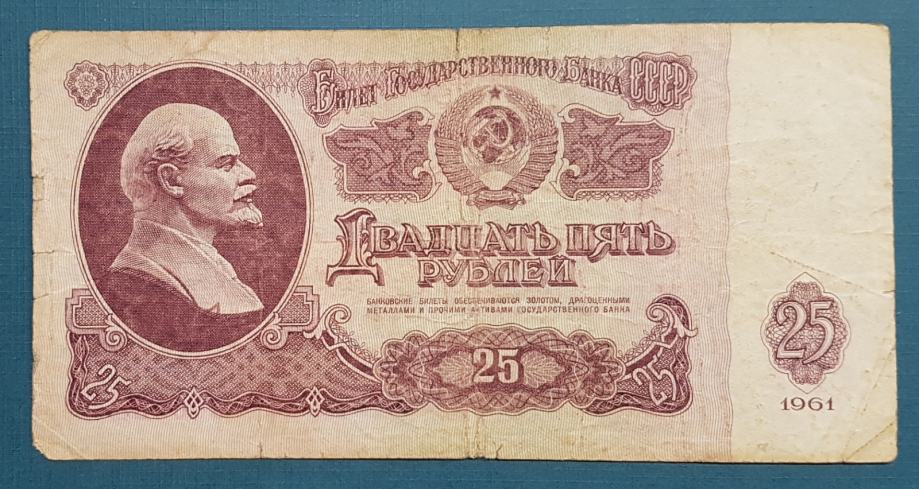 Билет Государственного Банка СССР
Двадцать пять
рублей
БАНКОВСКИЕ БИЛЕТЫ ОБЕСПЕЧИВАЮТСЯ ЗОЛОТОМ, ДРАГОЦЕННЫМИ
МЕТАЛЛАМИ И ПРОЧИМИ АКТИВАМИ ГОСУДАРСТВЕННОГО БАНКА
25
25
25
25
1961